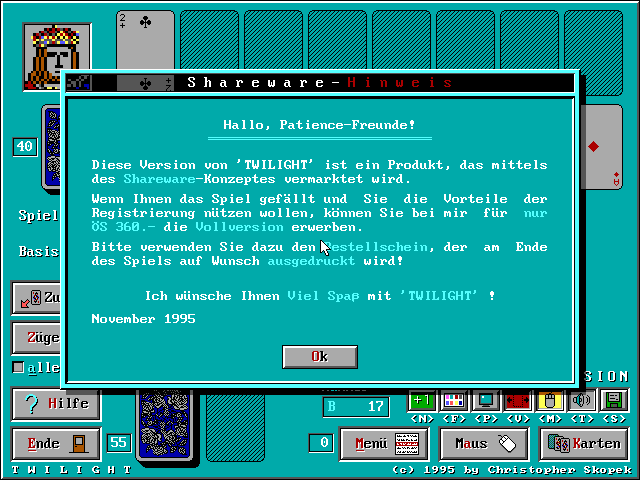 2
Shareware-Hinweis
Hallo, Patience-Freunde!
40
Diese Version von 'TWILIGHT' ist ein Produkt, das mittels
des Shareware-Konzeptes vermarktet wird.
Wenn Ihnen das Spiel gefällt und Sie die Vorteile der
Registrierung nützen wollen, können Sie bei mir für nur
ÖS 360.- die Vollversion erwerben.
Bitte verwenden Sie dazu den Bestellschein, der am Ende
des Spiels auf Wunsch ausgedruckt wird!
Ich wünsche Ihnen Viel Spaß mit 'TWILIGHT' !
November 1995
Ok
Spiel
Basis
Zu
Züge
alle
SION
Hilfe
B 17
+1
<N> <F> <P> <V> <M> <T> <S>
Ende
55
0
Menü
Maus
Karten
TWILIGHT
(c) 1995 by Christopher Skopek